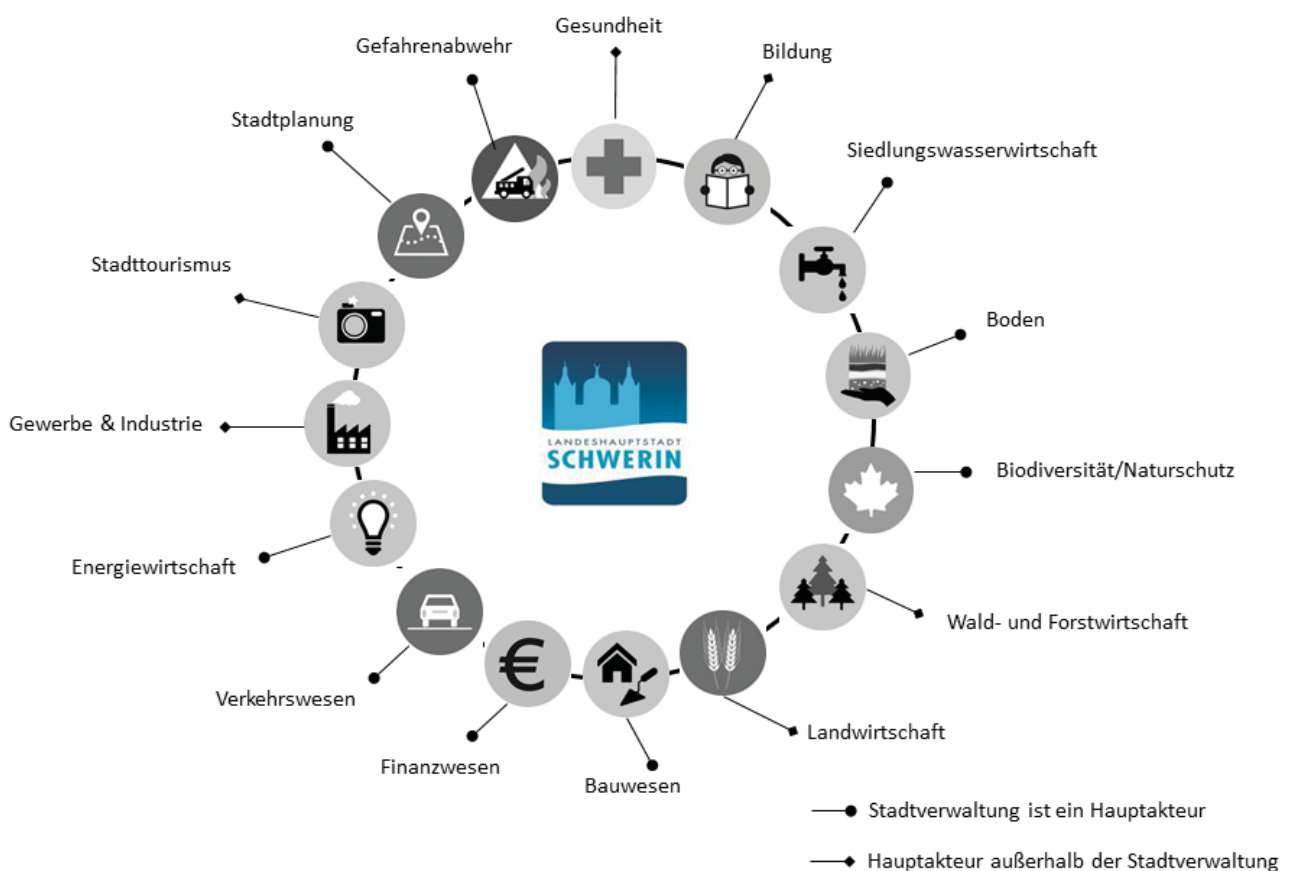 Gesundheit
Gefahrenabwehr
Bildung
Stadtplanung
Siedlungswasserwirtschaft
Stadttourismus
Boden
Gewerbe & Industrie
LANDESHAUPTSTADT
SCHWERIN
Biodiversität/Naturschutz
Energiewirtschaft
Wald- und Forstwirtschaft
€
Verkehrswesen
Landwirtschaft
Finanzwesen
Bauwesen
Stadtverwaltung ist ein Hauptakteur
Hauptakteur außerhalb der Stadtverwaltung